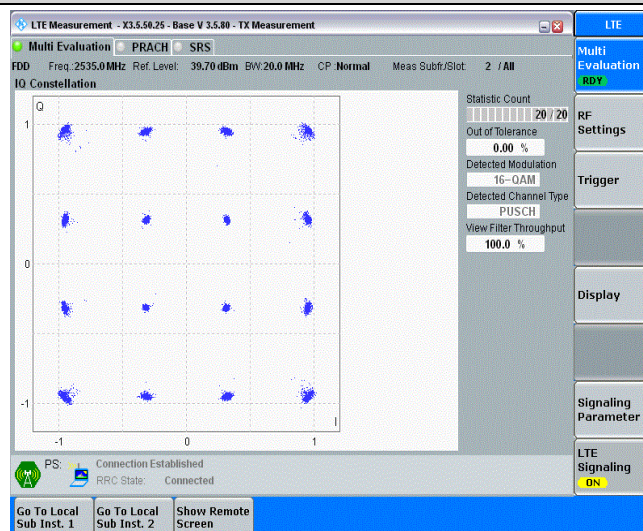 LTE Measurement - X3.5.50.25 - Base V 3.5.80 - TX Measurement
LTE
Multi Evaluation PRACH SRS
FDD Freq.:2535.0 MHz Ref. Level: 39.70 dBm BW:20.0 MHz CP :Normal Meas Subfr/Slot: 2 / All
IQ Constellation
Q
1
0
-1
-1 0 1
I
Statistic Count
20 / 20
Out of Tolerance
0.00 %
Detected Modulation
16-QAM
Detected Channel Type
PUSCH
View Filter Throughput
100.0 %
Multi
Evaluation
RDY
RF
Settings
Trigger
Display
Signaling
Parameter
LTE
Signaling
ON
PS: Connection Established
RRC State: Connected
Go To Local
Sub Inst. 1
Go To Local
Sub Inst. 2
Show Remote
Screen